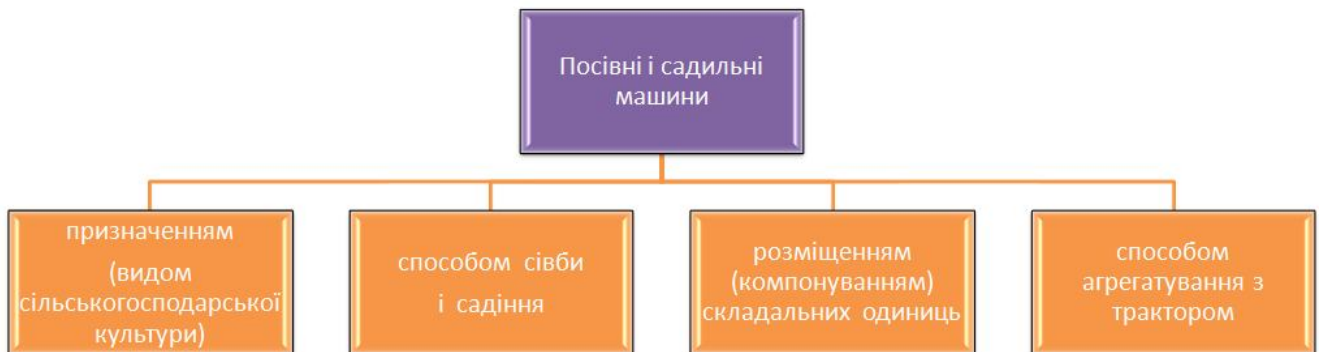 Посівні і садильні
машини
призначенням
(видом
сільськогосподарської
культури)
способом сівби
і садіння
розміщенням
(компонуванням)
складальних одиниць
способом
агрегатування з
трактором